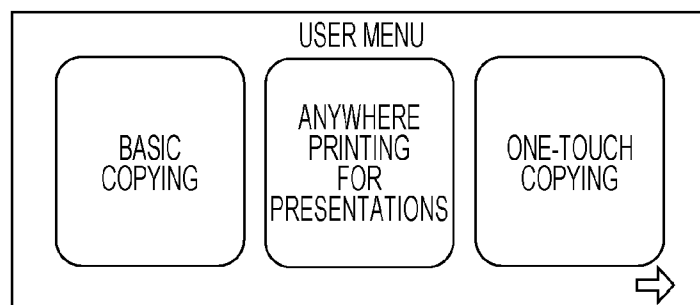 USER MENU
BASIC
COPYING
ANYWHERE
PRINTING
FOR
PRESENTATIONS
ONE-TOUCH
COPYING